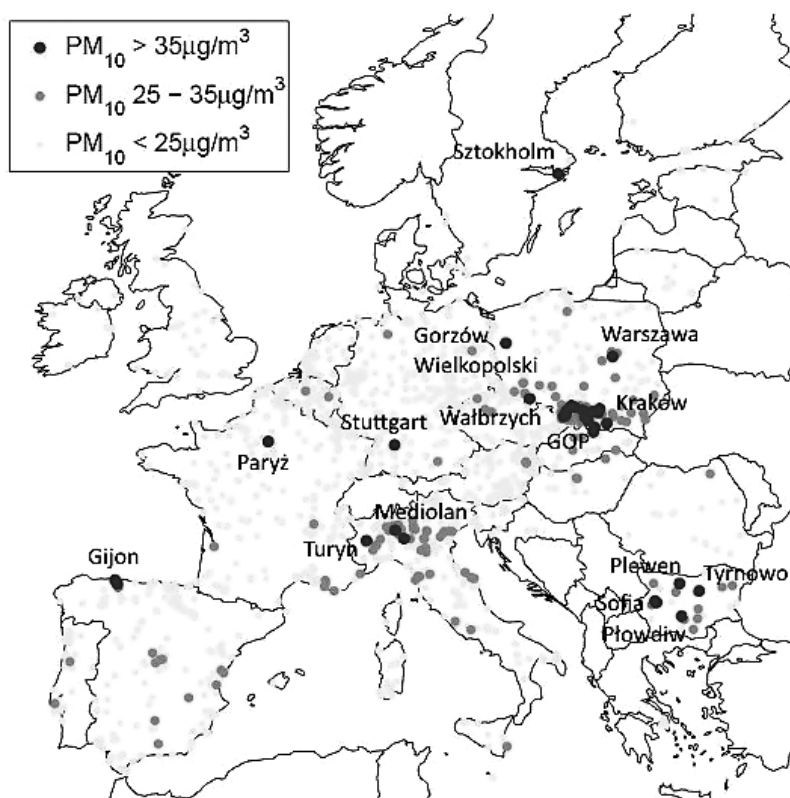 PM10 > 35µg/m³
PM10 25 – 35µg/m³
PM10 < 25µg/m³
Sztokholm
Gorzów
Wielkopolski
Warszawa
Wałbrzych
Kraków
Stuttgart
GOP
Paryż
Mediolan
Turyn
Gijon
Plewen
Tyrnowo
Sofia
Płowdiw